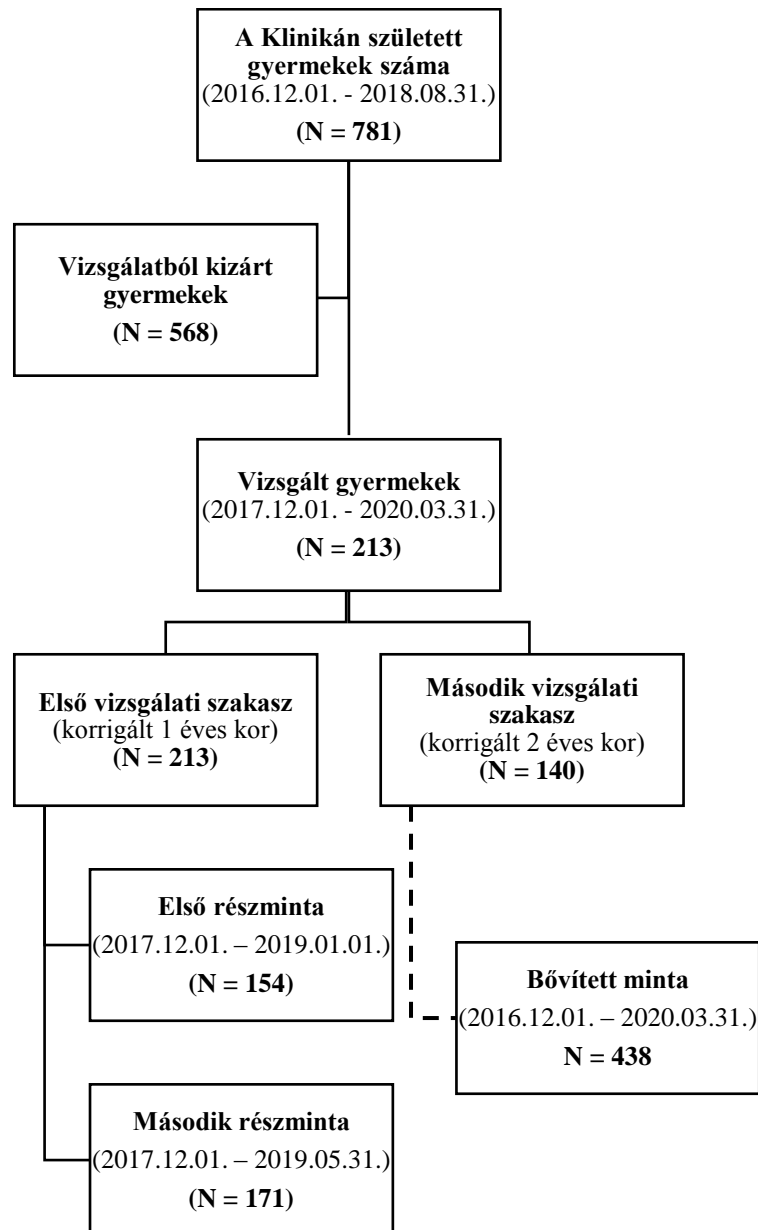 A Klinikán született
gyermekek száma
(2016.12.01. - 2018.08.31.)
(N = 781)
Vizsgálatból kizárt
gyermekek
(N = 568)
Vizsgált gyermekek
(2017.12.01. - 2020.03.31.)
(N = 213)
Első vizsgálati szakasz
(korrigált 1 éves kor)
(N = 213)
Második vizsgálati
szakasz
(korrigált 2 éves kor)
(N = 140)
Első részminta
(2017.12.01. – 2019.01.01.)
(N = 154)
Bővített minta
(2016.12.01. – 2020.03.31.)
N = 438
Második részminta
(2017.12.01. – 2019.05.31.)
(N = 171)